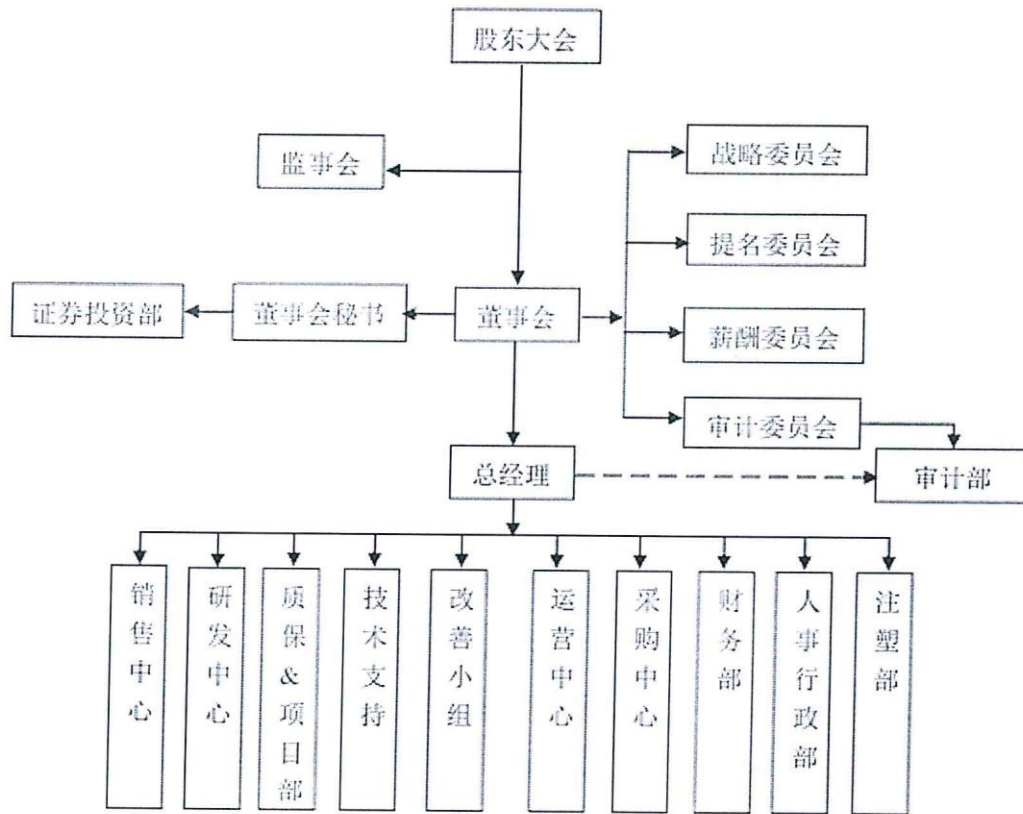 股东大会
监事会
战略委员会
提名委员会
证券投资部
董事会秘书
董事会
薪酬委员会
审计委员会
总经理
审计部
销售中心
研发中心
质保&项目部
技术支持
改善小组
运营中心
采购中心
财务部
人事行政部
注塑部